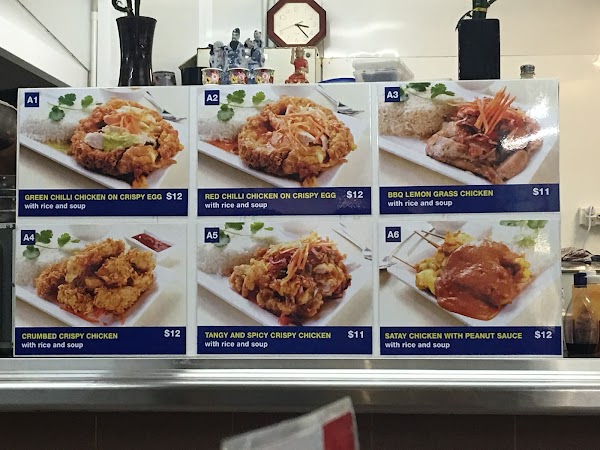 A1
GREEN CHILLI CHICKEN ON CRISPY EGG $12
with rice and soup
A2
RED CHILLI CHICKEN ON CRISPY EGG $12
with rice and soup
A3
BBQ LEMON GRASS CHICKEN $11
with rice and soup
A4
CRUMBED CRISPY CHICKEN $12
with rice and soup
A5
TANGY AND SPICY CRISPY CHICKEN $11
with rice and soup
A6
SATAY CHICKEN WITH PEANUT SAUCE $12
with rice and soup